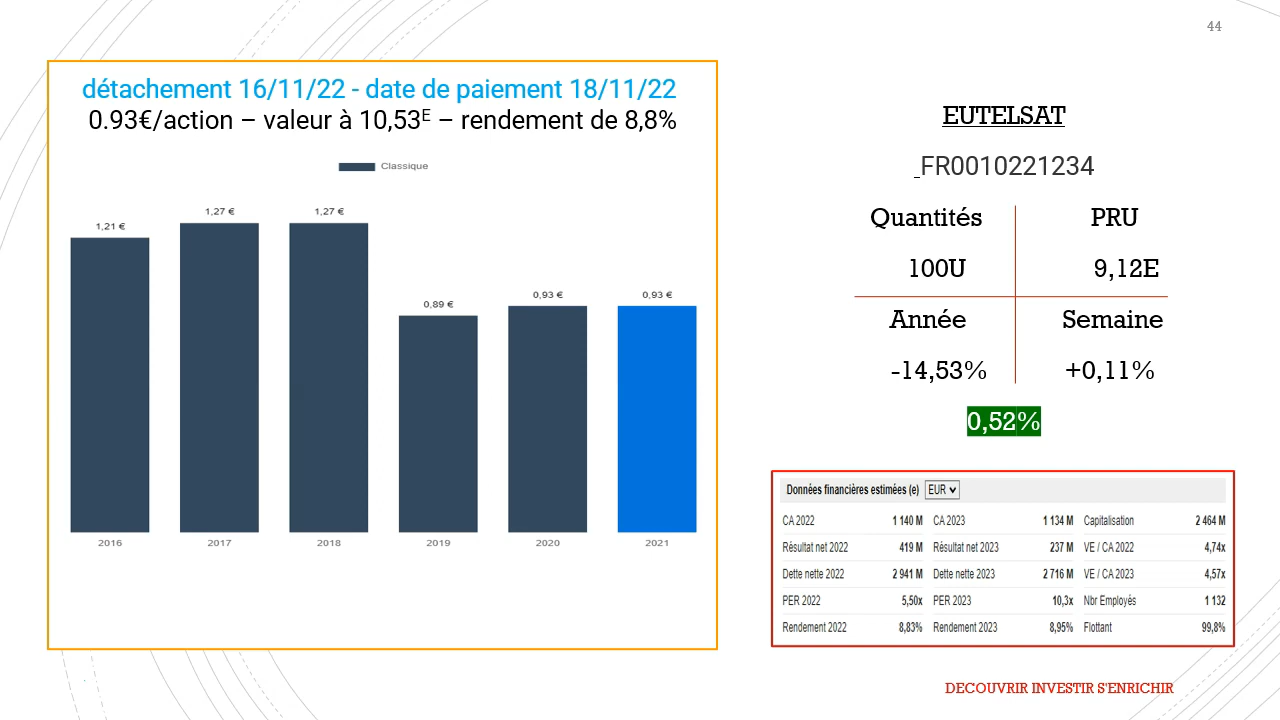 44
détachement 16/11/22 - date de paiement 18/11/22
0.93€/action – valeur à 10,53ᴱ – rendement de 8,8%
Classique
1,21 €
1,27 €
1,27 €
0,89 €
0,93 €
0,93 €
2016 2017 2018 2019 2020 2021
EUTELSAT
FR0010221234
Quantités PRU
100U 9,12E
Année Semaine
-14,53% +0,11%
0,52%
Données financières estimées (e) EUR
CA 2022 1 140 M CA 2023 1 134 M Capitalisation 2 464 M
Résultat net 2022 419 M Résultat net 2023 237 M VE / CA 2022 4,74x
Dette nette 2022 2 941 M Dette nette 2023 2 716 M VE / CA 2023 4,57x
PER 2022 5,50x PER 2023 10,3x Nbr Employés 1 132
Rendement 2022 8,83% Rendement 2023 8,95% Flottant 99,8%
DECOUVRIR INVESTIR S'ENRICHIR